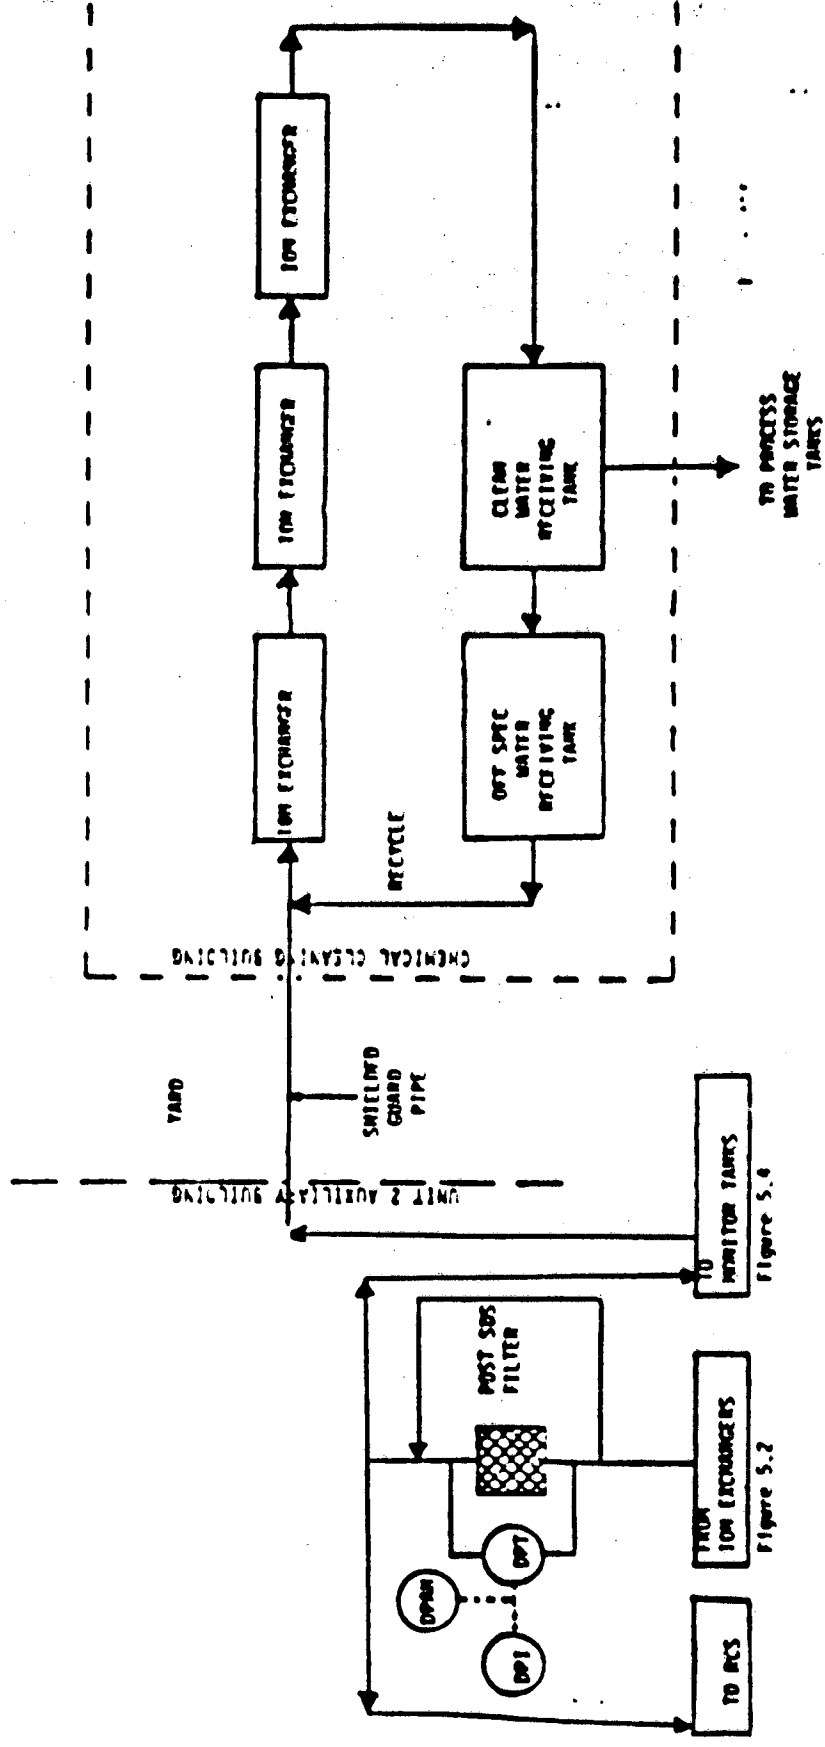 ION EXCHANGER
ION EXCHANGER
ION EXCHANGER
RECYCLE
OFF SPEC
WATER
RECEIVING
TANK
CLEAN
WATER
RECEIVING
TANK
TO PROCESS
WATER STORAGE
TANKS
CHEMICAL CLEANING BUILDING
YARD
SHIELDED
GUARD
PIPE
UNIT 2 AUXILIARY BUILDING
POST SDS
FILTER
DPAH
DPT
DPI
TO RCS
FROM
ION EXCHANGERS
Figure 5.2
TO
MONITOR TANKS
Figure 5.4